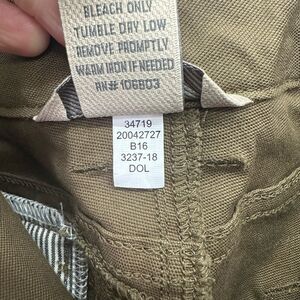 BLEACH ONLY
TUMBLE DRY LOW
REMOVE PROMPTLY
WARM IRON IF NEEDED
RN# 106803
34719
20042727
B16
3237-18
DOL